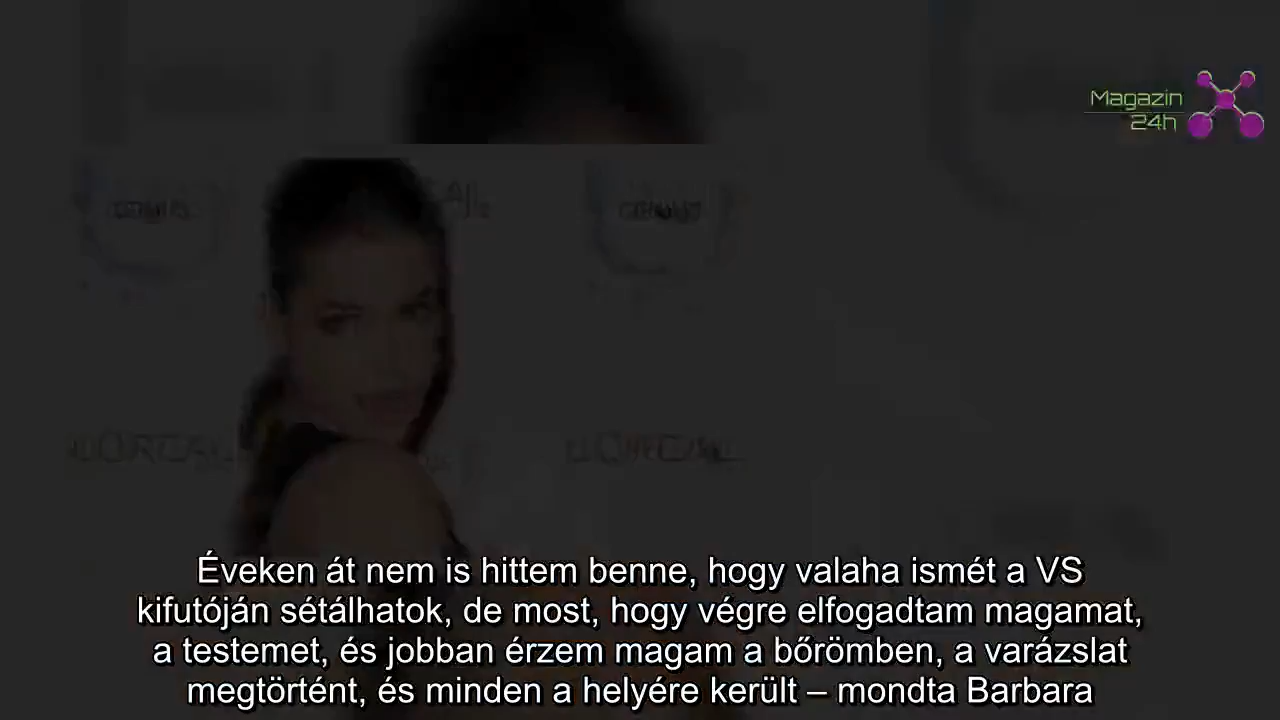 Magazin
24h
Éveken át nem is hittem benne, hogy valaha ismét a VS
kifutóján sétálhatok, de most, hogy végre elfogadtam magamat,
a testemet, és jobban érzem magam a bőrömben, a varázslat
megtörtént, és minden a helyére került – mondta Barbara